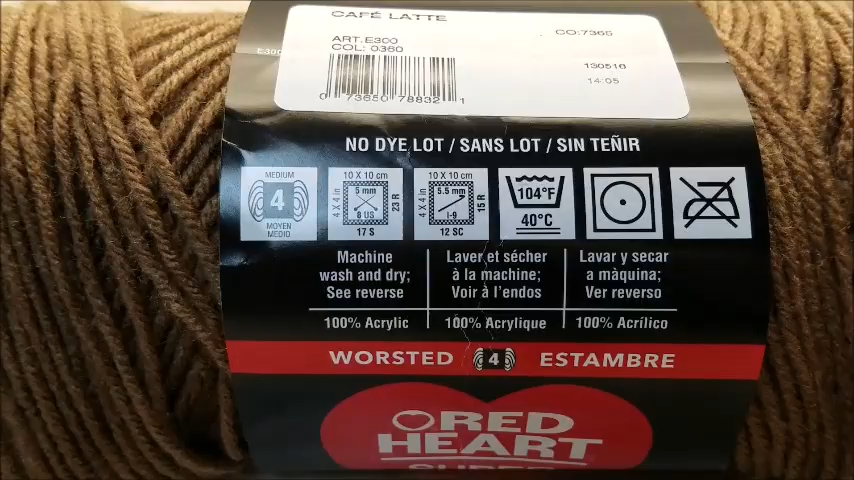 CAFÉ LATTE
CO:7365
ART.E300
COL: 0360
E300
130516
14:05
0 73650 78832 1
NO DYE LOT / SANS LOT / SIN TEÑIR
MEDIUM
4
MOYEN
MEDIO
10 X 10 cm
4 X 4 in
5 mm
8 US
23 R
17 S
10 X 10 cm
4 X 4 in
5.5 mm
I-9
15 R
12 SC
104°F
40°C
Machine
wash and dry;
See reverse
Laver et sécher
à la machine;
Voir à l'endos
Lavar y secar
a màquina;
Ver reverso
100% Acrylic
100% Acrylique
100% Acrílico
WORSTED 4 ESTAMBRE
RED
HEART
SUPER